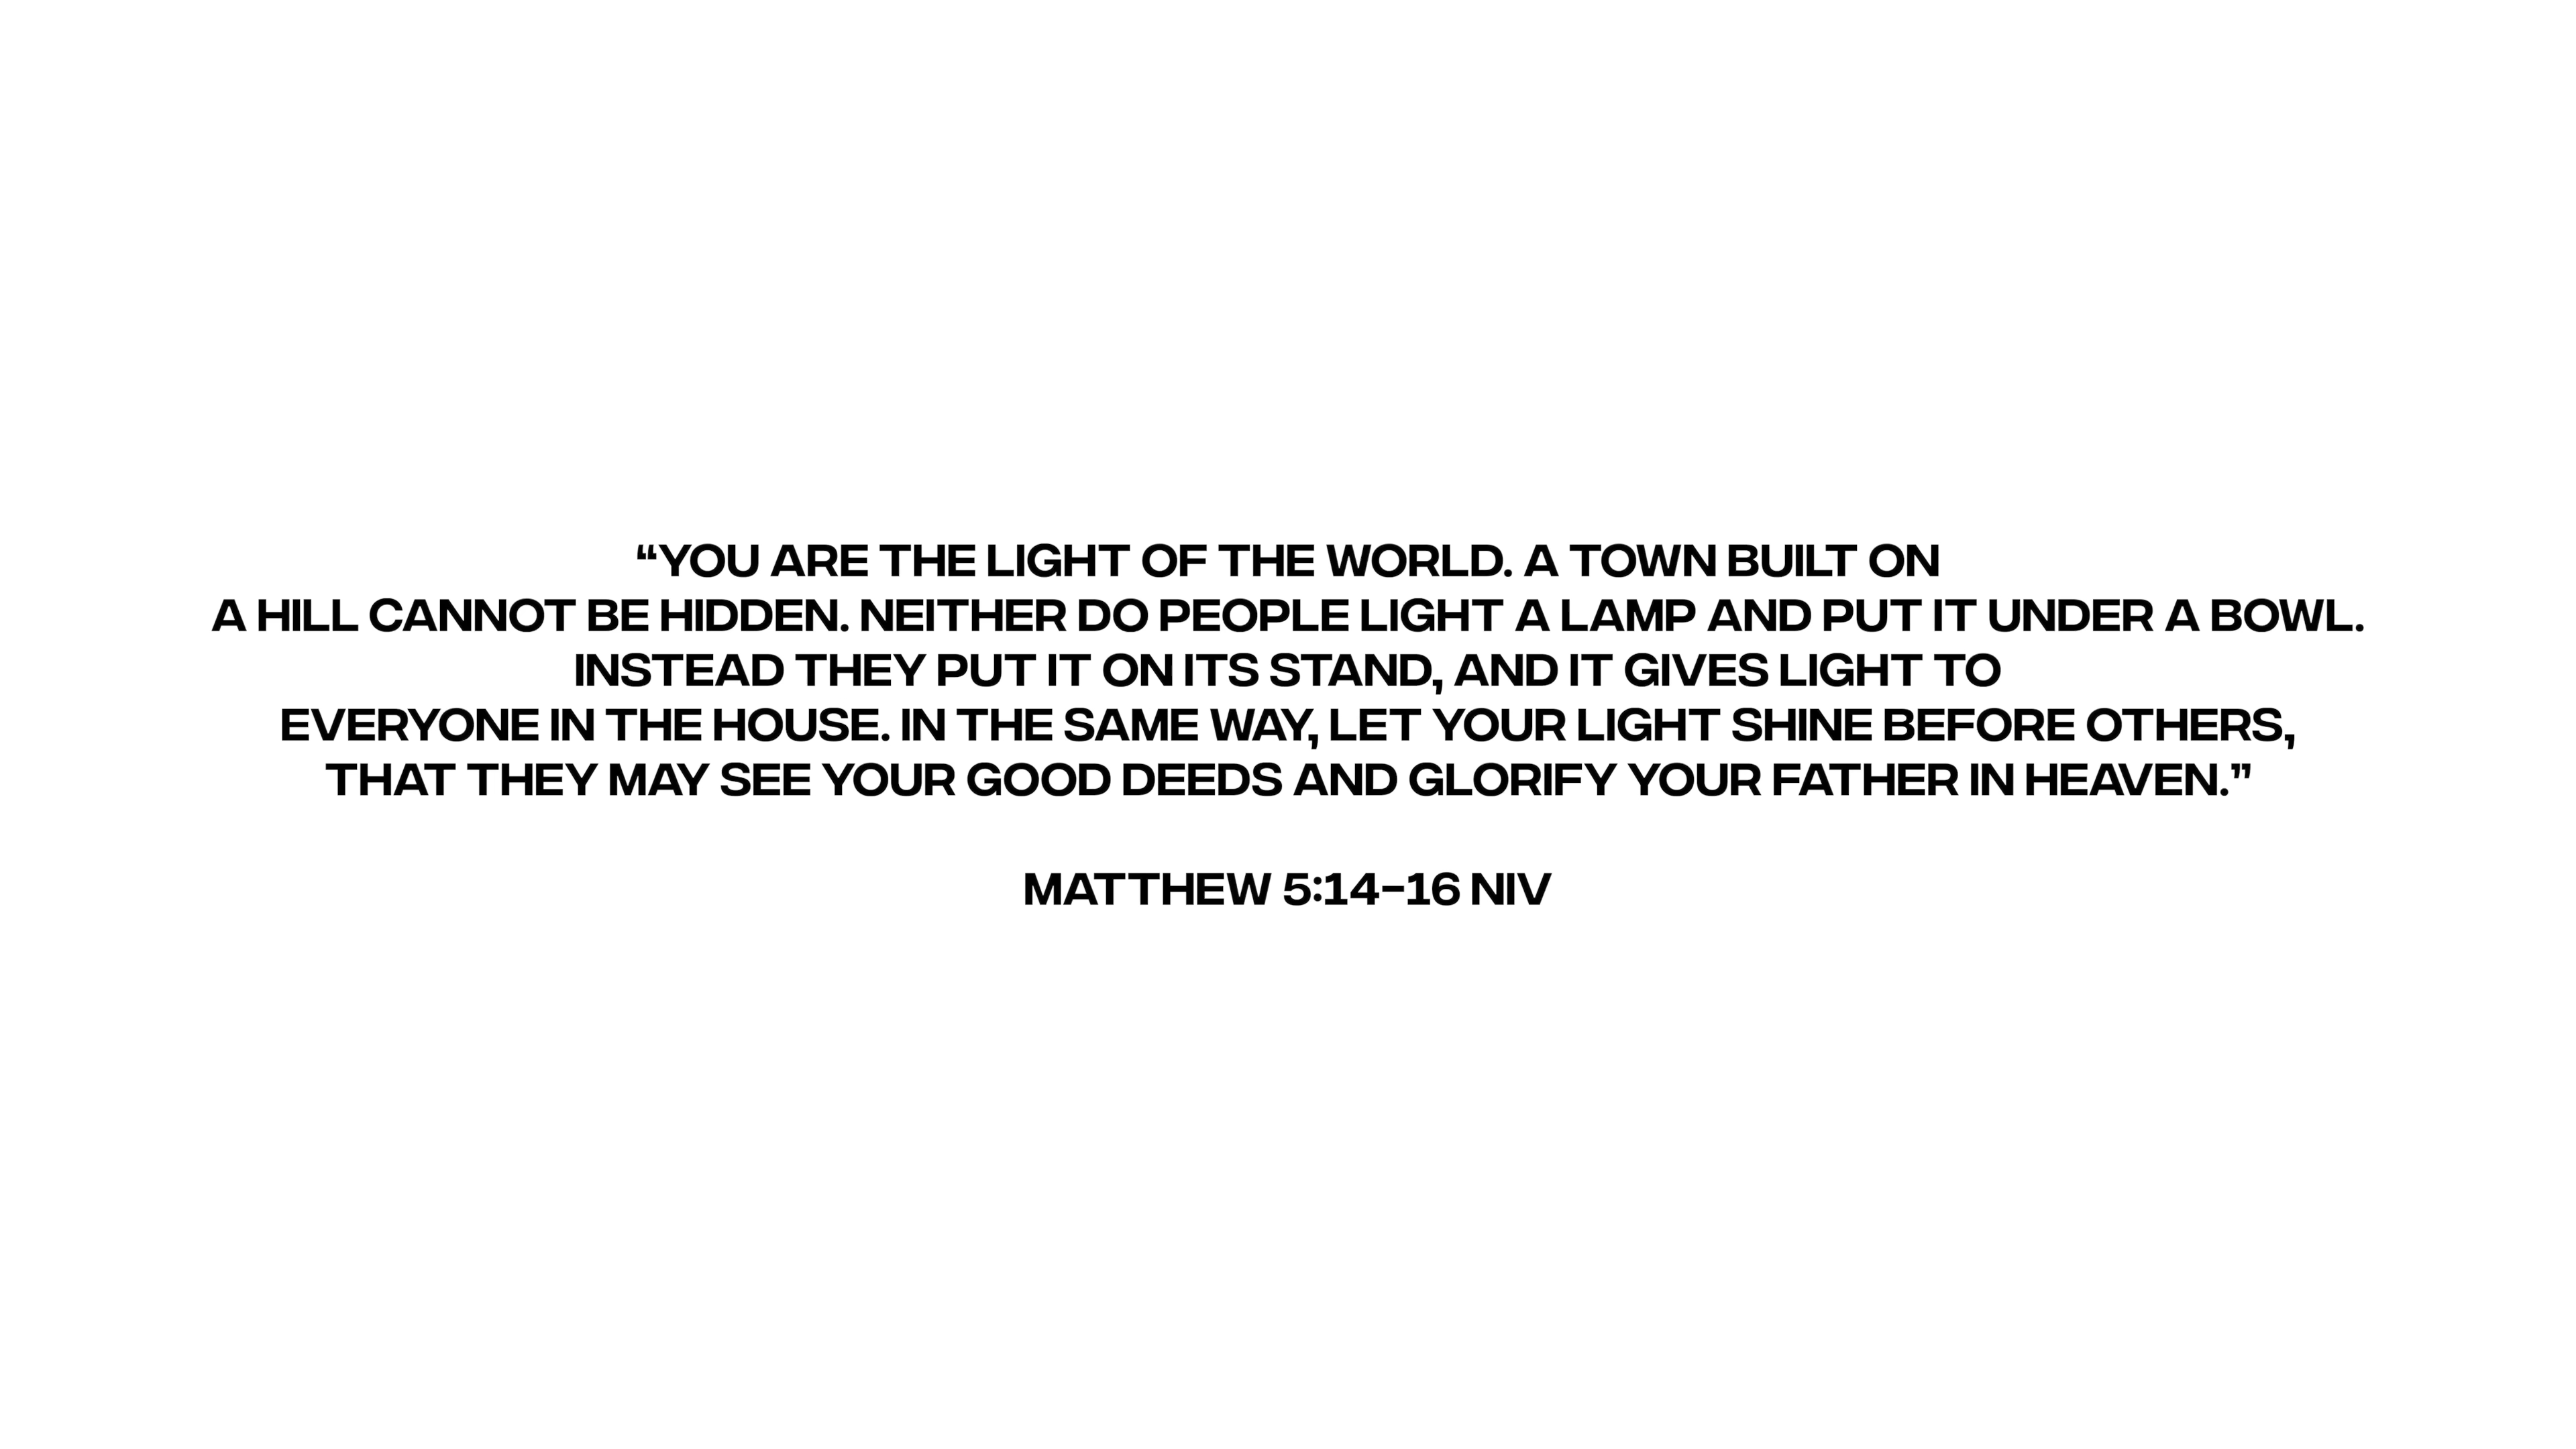 “YOU ARE THE LIGHT OF THE WORLD. A TOWN BUILT ON
A HILL CANNOT BE HIDDEN. NEITHER DO PEOPLE LIGHT A LAMP AND PUT IT UNDER A BOWL.
INSTEAD THEY PUT IT ON ITS STAND, AND IT GIVES LIGHT TO
EVERYONE IN THE HOUSE. IN THE SAME WAY, LET YOUR LIGHT SHINE BEFORE OTHERS,
THAT THEY MAY SEE YOUR GOOD DEEDS AND GLORIFY YOUR FATHER IN HEAVEN.”
MATTHEW 5:14–16 NIV